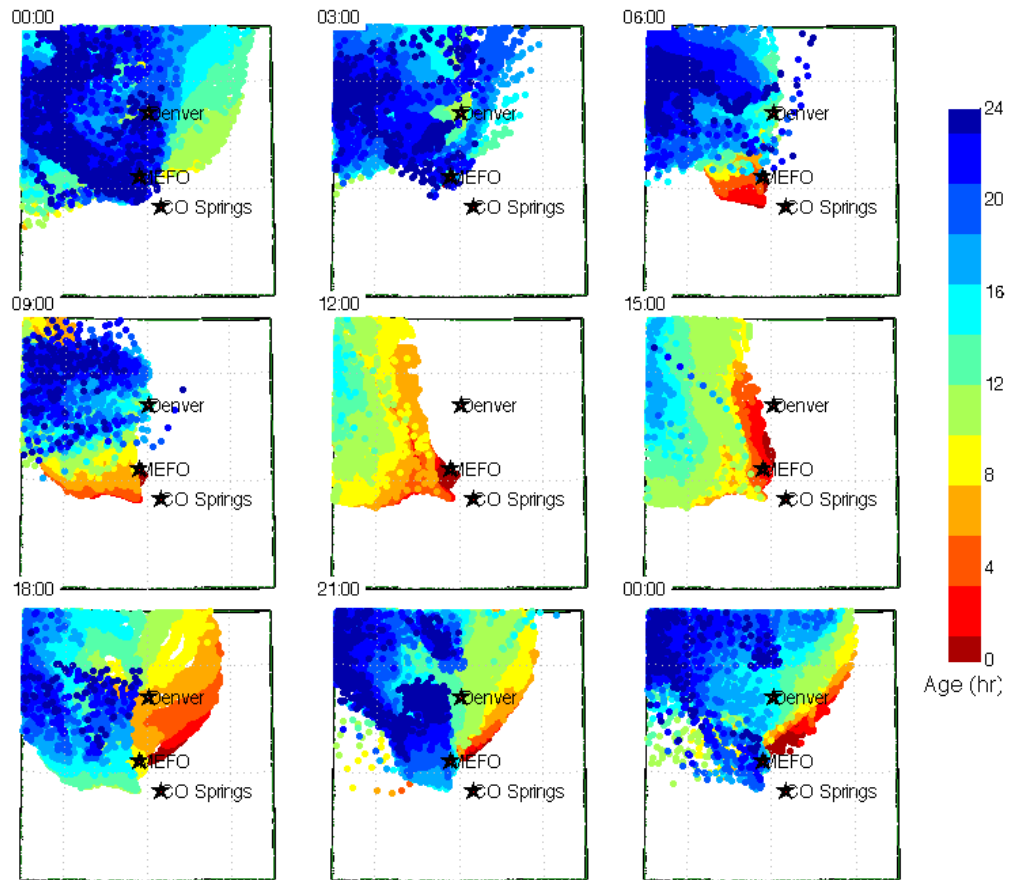 00:00
03:00
06:00
Denver
Denver
Denver
MEFO
MEFO
MEFO
CO Springs
CO Springs
CO Springs
09:00
12:00
15:00
Denver
Denver
Denver
MEFO
MEFO
MEFO
CO Springs
CO Springs
CO Springs
18:00
21:00
00:00
Denver
Denver
Denver
MEFO
MEFO
MEFO
CO Springs
CO Springs
CO Springs
24
20
16
12
8
4
0
Age (hr)